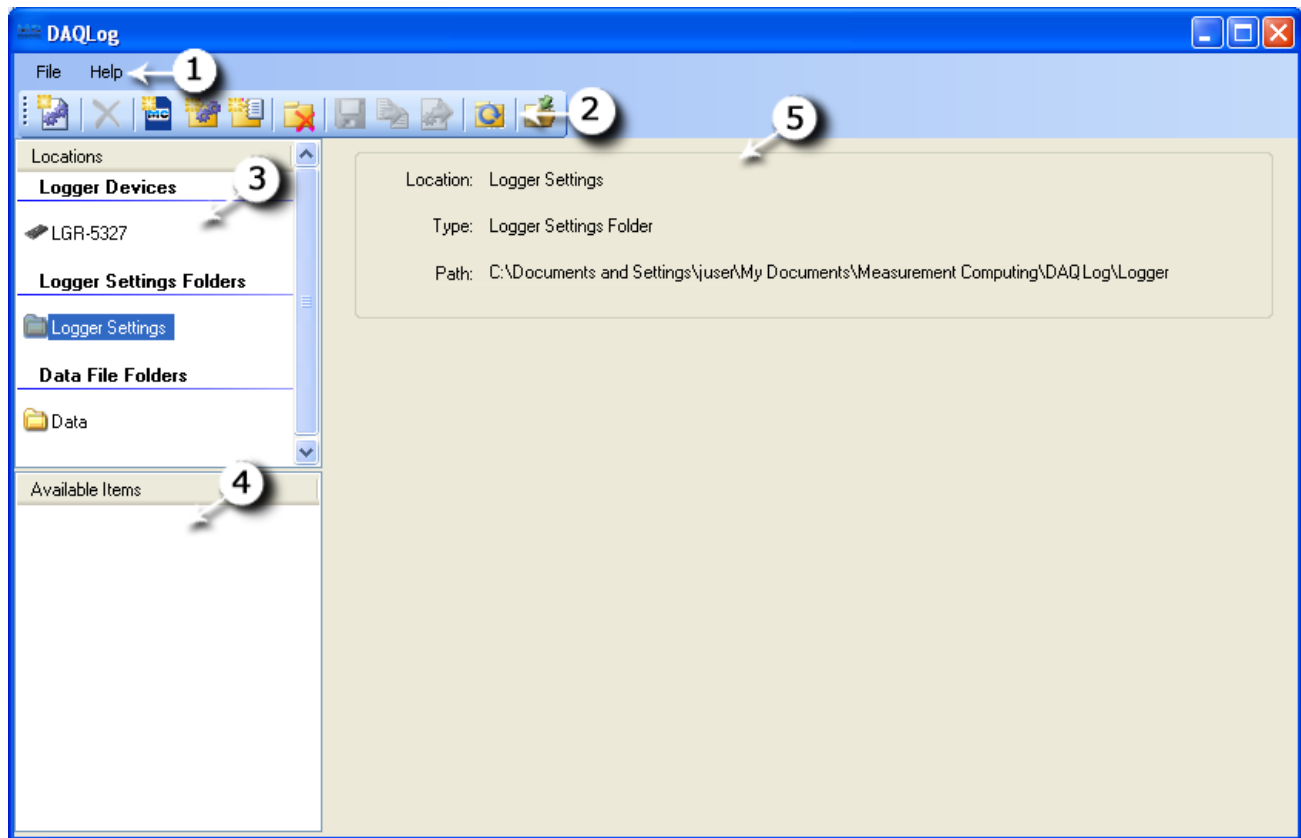 DAQLog
File Help 1
2
Locations
Logger Devices 3
LGR-5327
Logger Settings Folders
Logger Settings
Data File Folders
Data
Available Items 4
5
Location: Logger Settings
Type: Logger Settings Folder
Path: C:\Documents and Settings\juser\My Documents\Measurement Computing\DAQLog\Logger